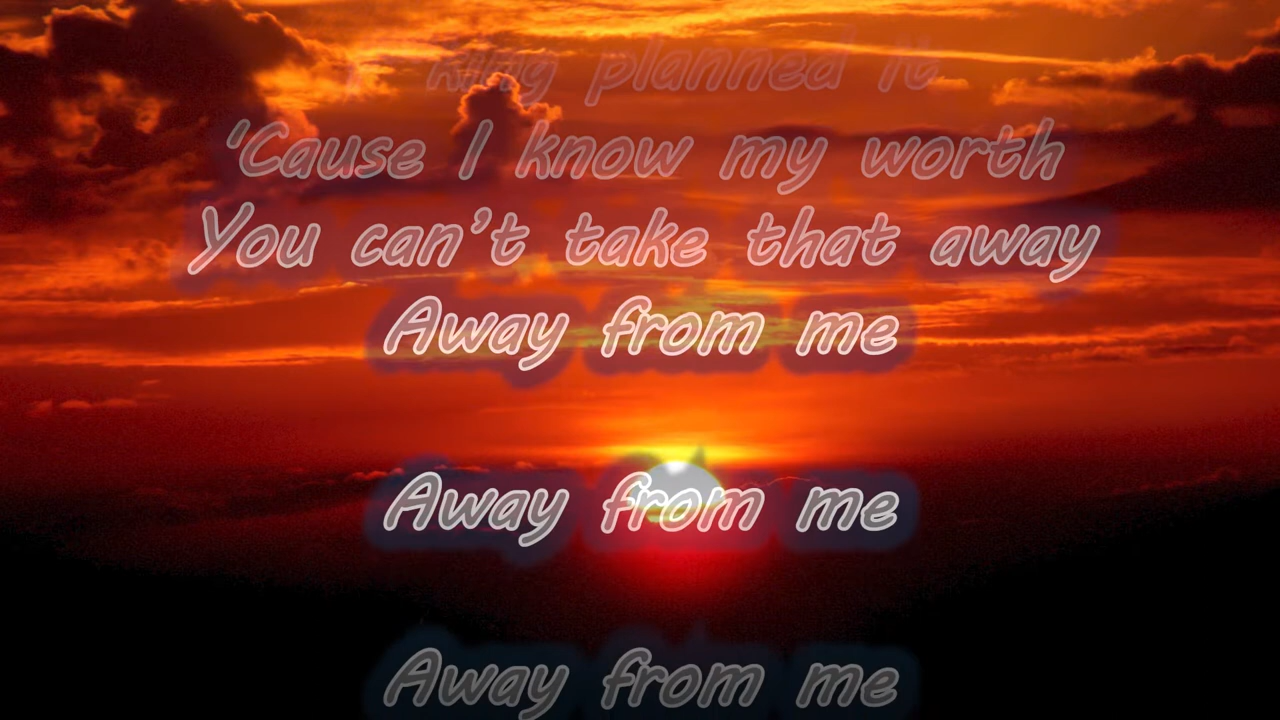 planned it
‘Cause I know my worth
You can’t take that away
Away from me
Away from me
Away from me